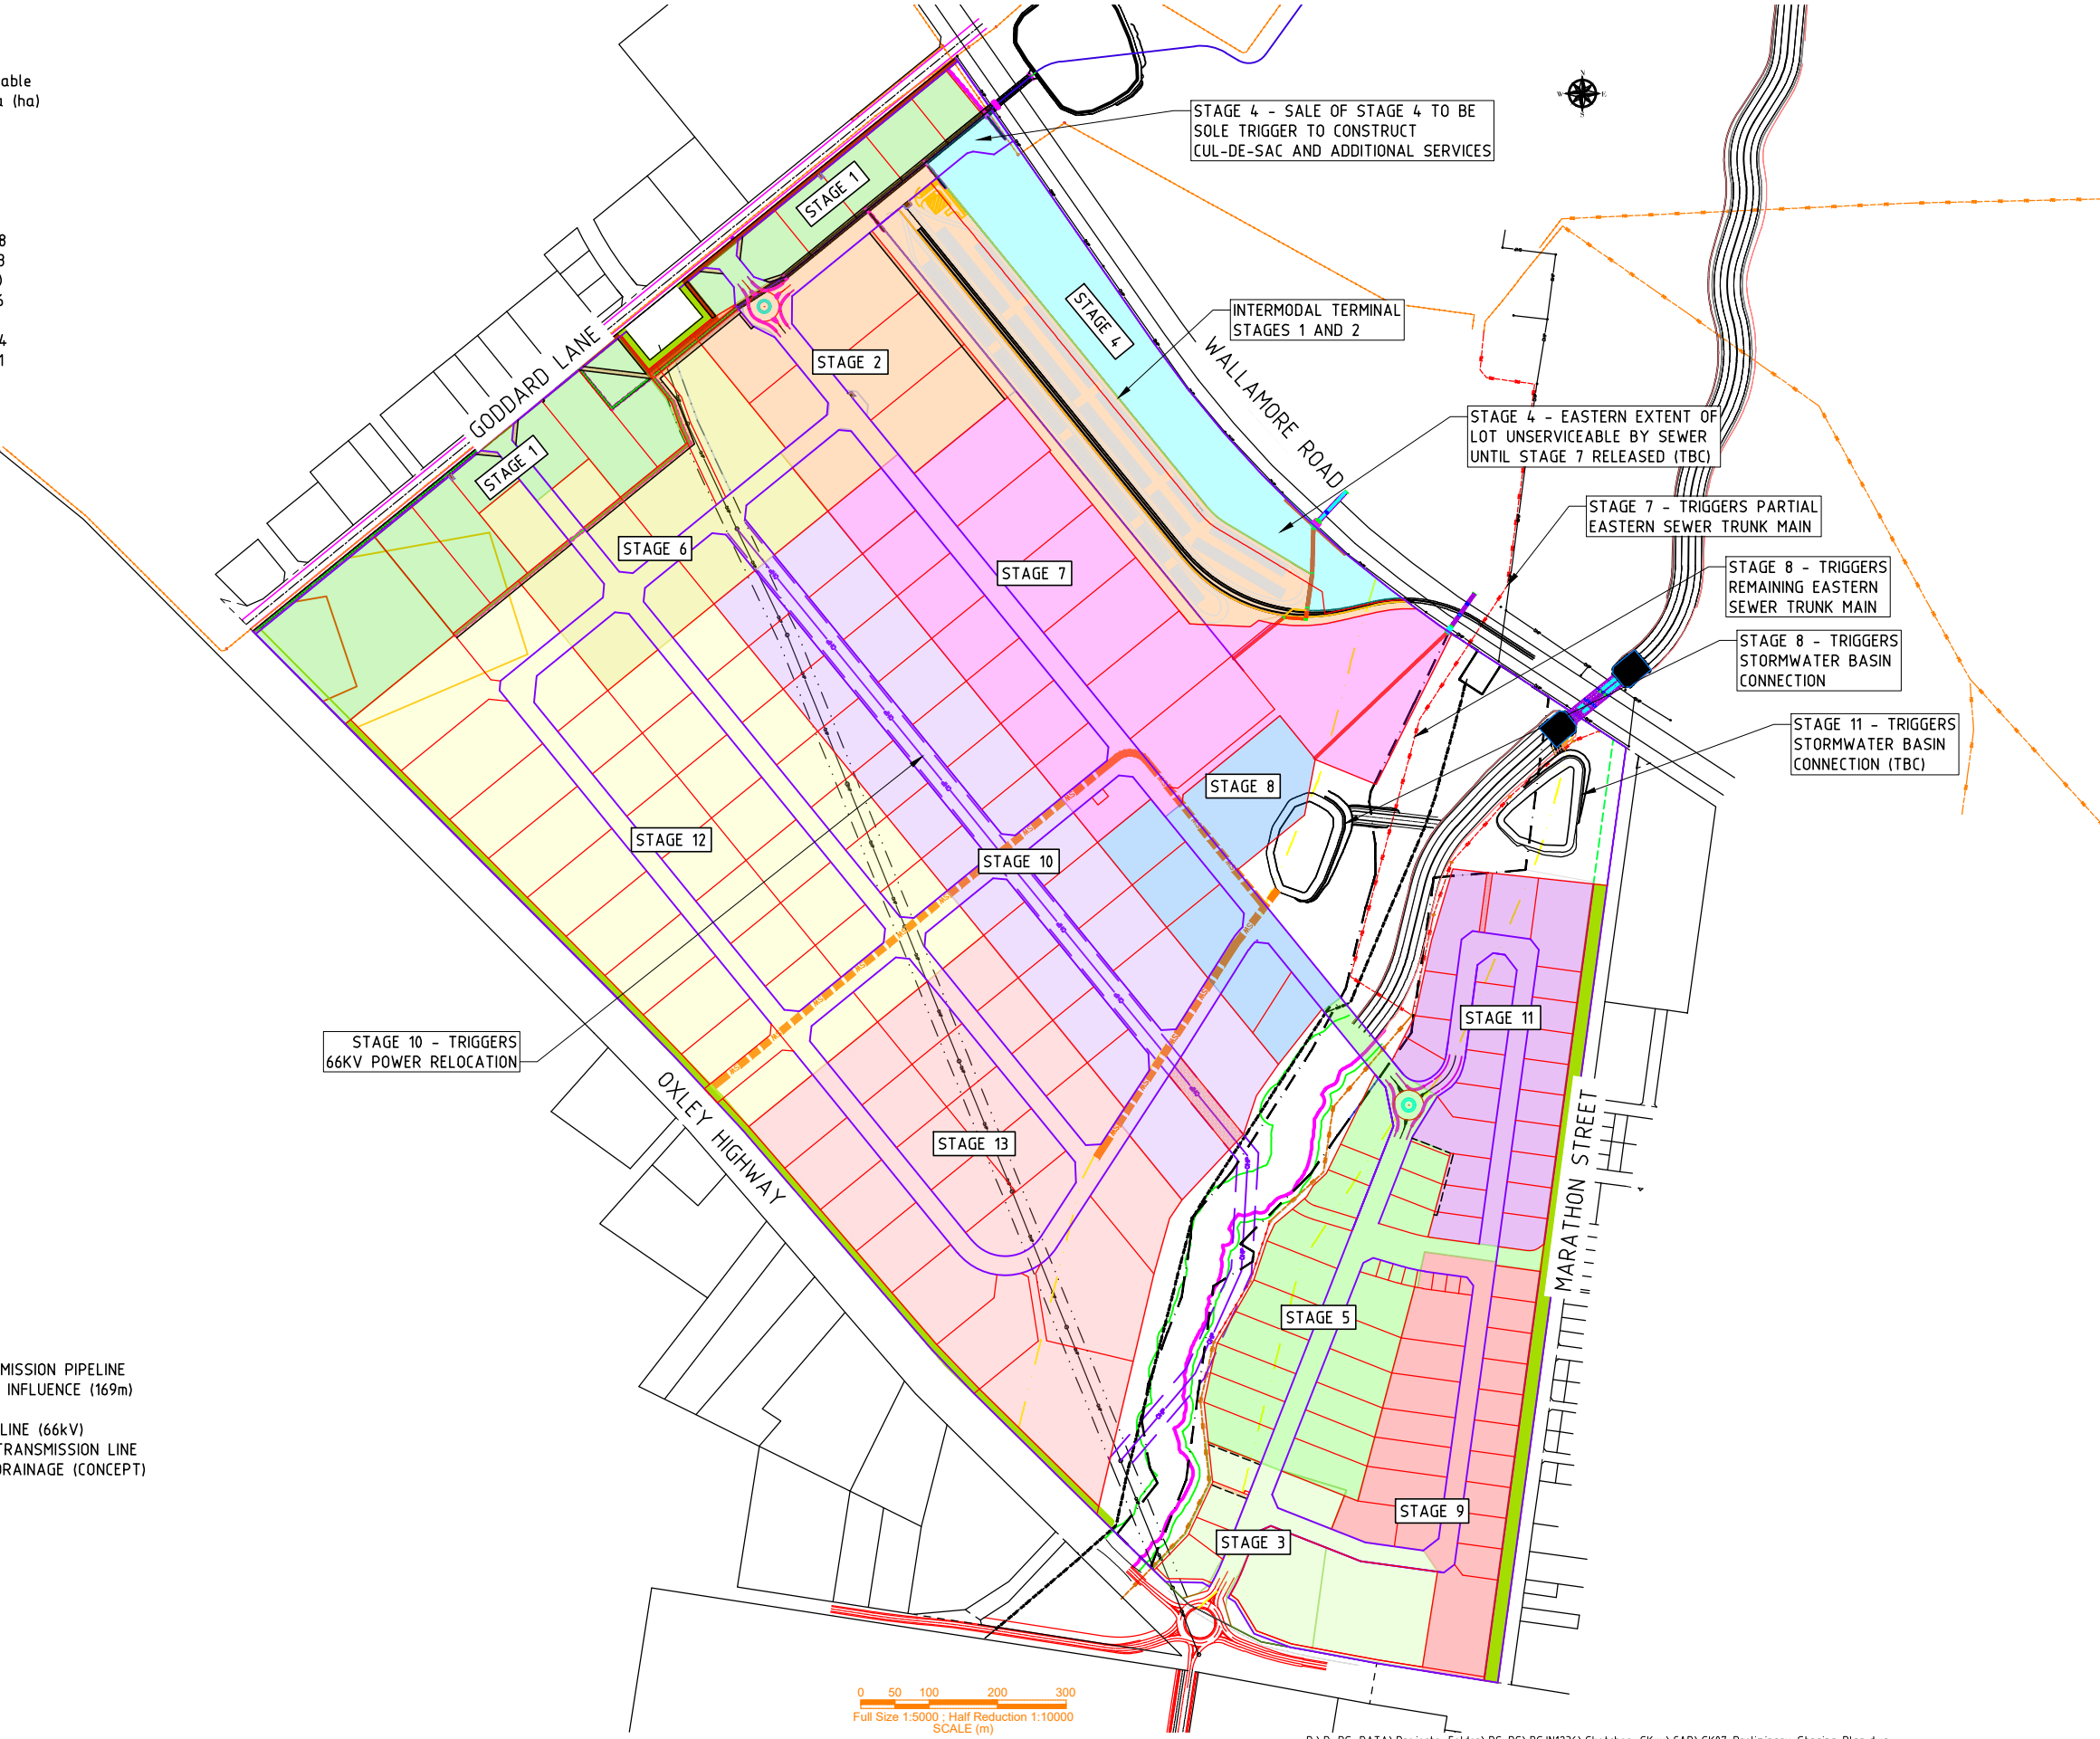 able
(ha)
STAGE 4 - SALE OF STAGE 4 TO BE
SOLE TRIGGER TO CONSTRUCT
CUL-DE-SAC AND ADDITIONAL SERVICES
N
W
E
S
STAGE 1
INTERMODAL TERMINAL
STAGES 1 AND 2
STAGE 4
WALLAMORE ROAD
STAGE 2
GODDARD LANE
STAGE 4 - EASTERN EXTENT OF
LOT UNSERVICEABLE BY SEWER
UNTIL STAGE 7 RELEASED (TBC)
STAGE 1
STAGE 7 - TRIGGERS PARTIAL
EASTERN SEWER TRUNK MAIN
STAGE 6
STAGE 7
STAGE 8 - TRIGGERS
REMAINING EASTERN
SEWER TRUNK MAIN
STAGE 8 - TRIGGERS
STORMWATER BASIN
CONNECTION
STAGE 11 - TRIGGERS
STORMWATER BASIN
CONNECTION (TBC)
STAGE 8
STAGE 12
STAGE 10
STAGE 11
STAGE 10 - TRIGGERS
66KV POWER RELOCATION
OXLEY HIGHWAY
STAGE 13
MARATHON STREET
STAGE 5
MISSION PIPELINE
INFLUENCE (169m)
LINE (66kV)
TRANSMISSION LINE
DRAINAGE (CONCEPT)
STAGE 9
STAGE 3
0 50 100 200 300
Full Size 1:5000 ; Half Reduction 1:10000
SCALE (m)